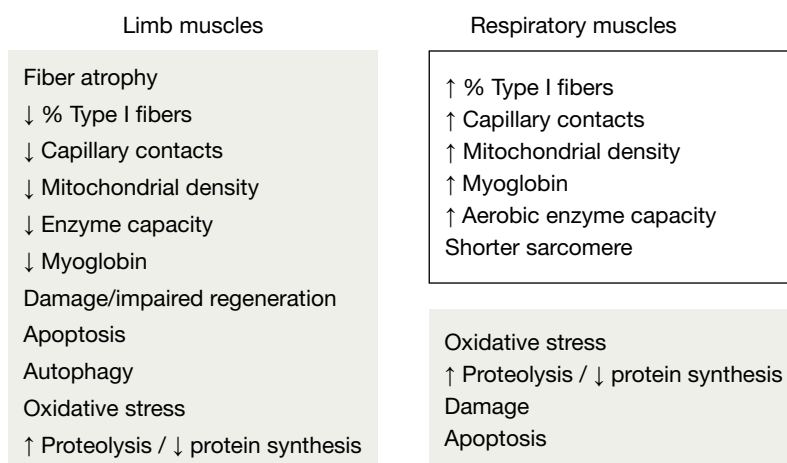 Limb muscles
Fiber atrophy
↓ % Type I fibers
↓ Capillary contacts
↓ Mitochondrial density
↓ Enzyme capacity
↓ Myoglobin
Damage/impaired regeneration
Apoptosis
Autophagy
Oxidative stress
↑ Proteolysis / ↓ protein synthesis
Respiratory muscles
↑ % Type I fibers
↑ Capillary contacts
↑ Mitochondrial density
↑ Myoglobin
↑ Aerobic enzyme capacity
Shorter sarcomere
Oxidative stress
↑ Proteolysis / ↓ protein synthesis
Damage
Apoptosis